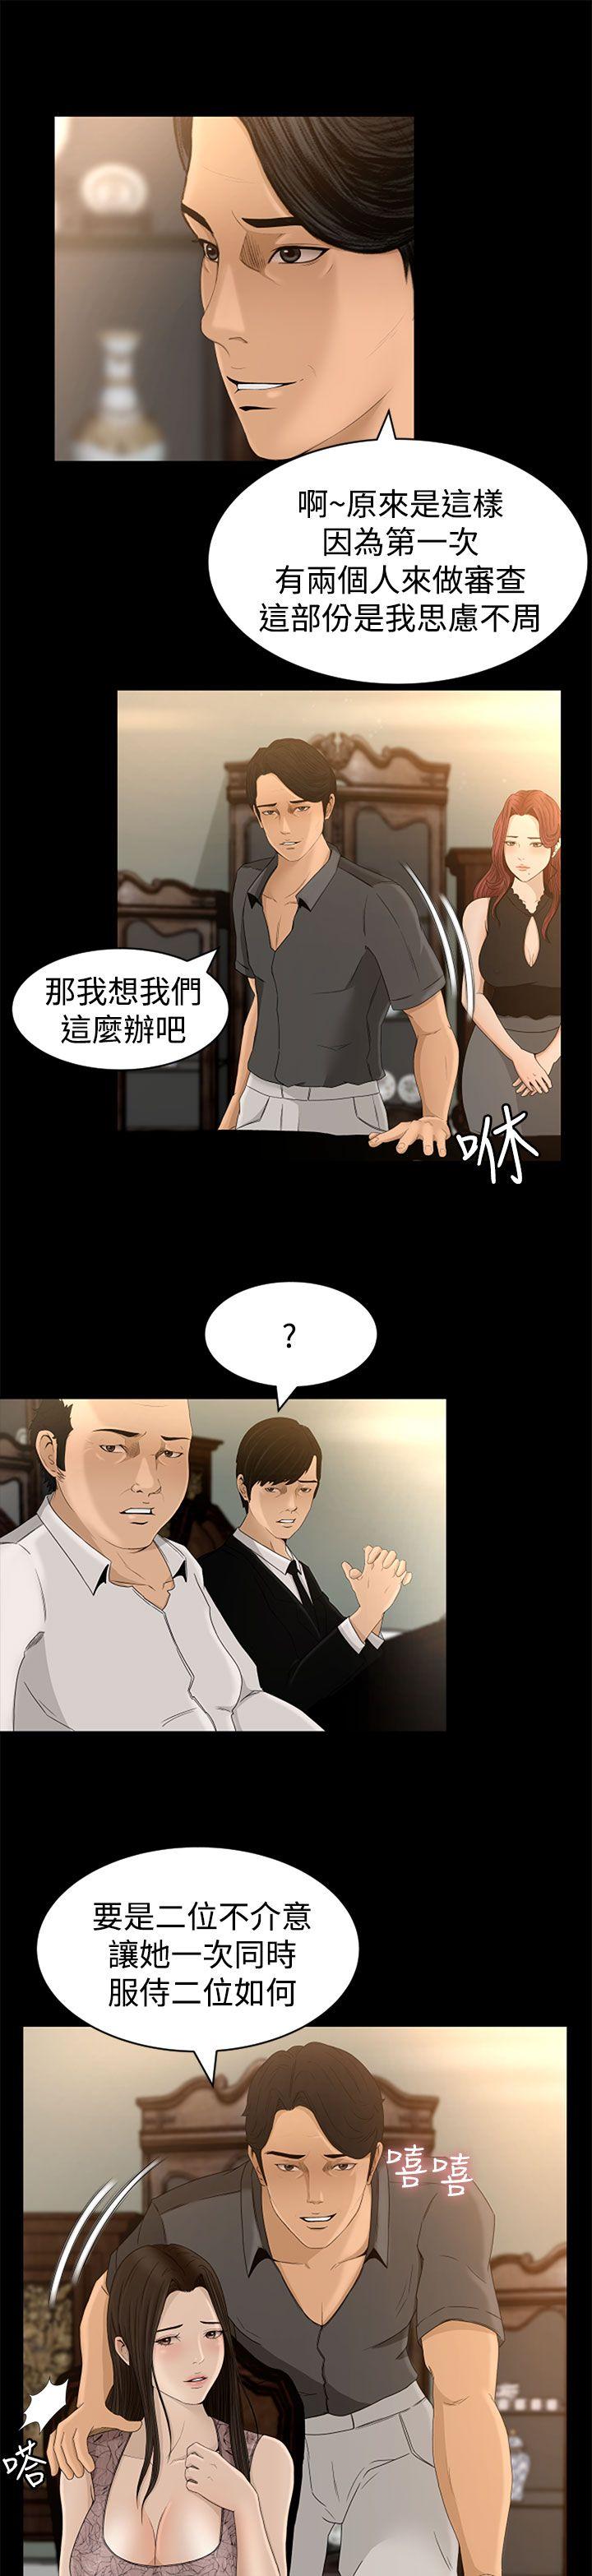 啊~原來是這樣
因為第一次
有兩個人來做審查
這部份是我思慮不周
那我想我們
這麼辦吧
咻
?
要是二位不介意
讓她一次同時
服侍二位如何
嘻嘻
嗒